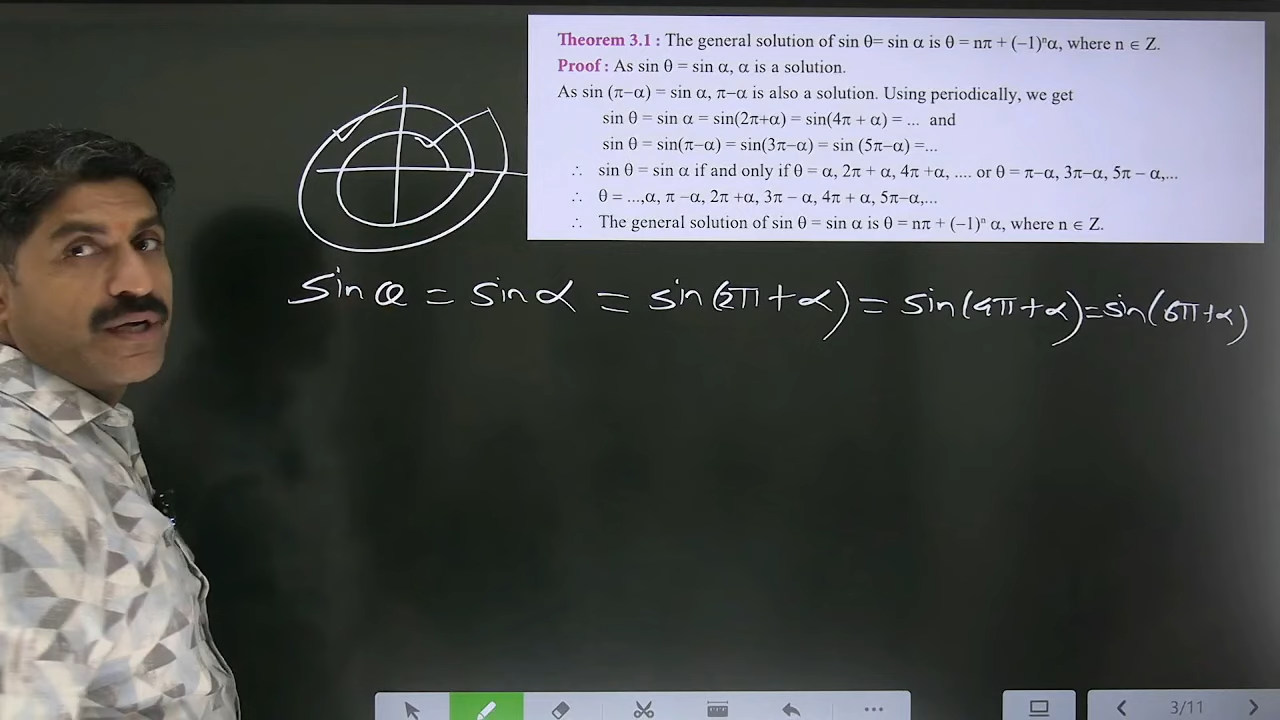 Theorem 3.1 : The general solution of sin θ= sin α is θ = nπ + (−1)ⁿα, where n ∈ Z.
Proof : As sin θ = sin α, α is a solution.
As sin (π−α) = sin α, π−α is also a solution. Using periodically, we get
sin θ = sin α = sin(2π+α) = sin(4π + α) = ... and
sin θ = sin(π−α) = sin(3π−α) = sin (5π−α) =...
∴ sin θ = sin α if and only if θ = α, 2π + α, 4π +α, .... or θ = π−α, 3π−α, 5π − α,...
∴ θ = ...,α, π −α, 2π +α, 3π − α, 4π + α, 5π−α,...
∴ The general solution of sin θ = sin α is θ = nπ + (−1)ⁿ α, where n ∈ Z.
sin θ = sin α = sin(2π + α) = sin(4π + α) = sin(6π + α)
3/11